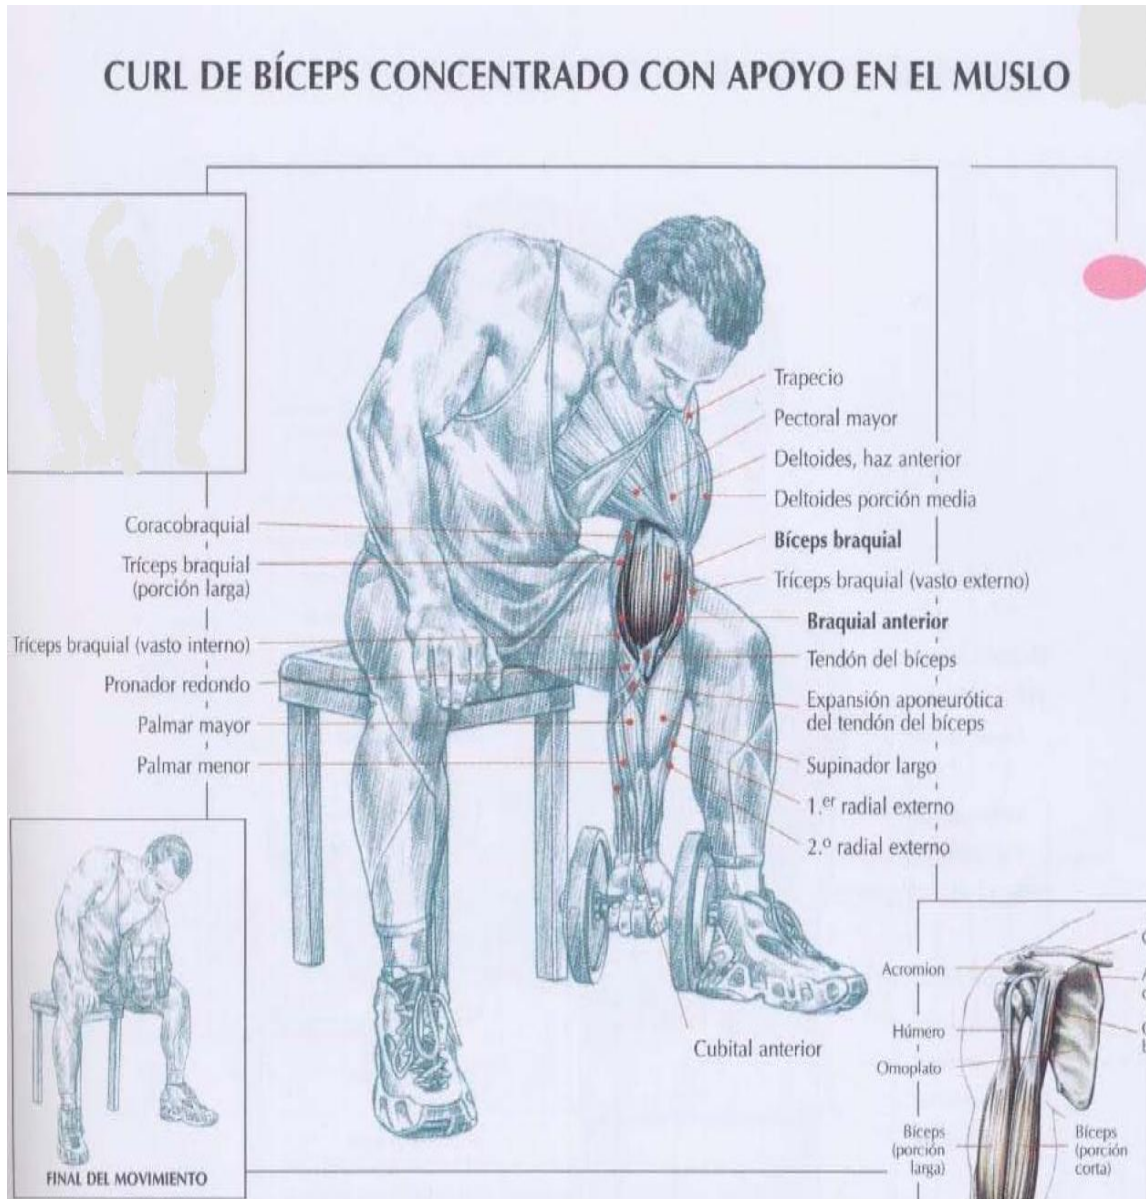 CURL DE BÍCEPS CONCENTRADO CON APOYO EN EL MUSLO
Trapecio
Pectoral mayor
Deltoides, haz anterior
Deltoides porción media
Bíceps braquial
Tríceps braquial (vasto externo)
Braquial anterior
Tendón del bíceps
Expansión aponeurótica
del tendón del bíceps
Supinador largo
1.er radial externo
2.º radial externo
Coracobraquial
Tríceps braquial
(porción larga)
Tríceps braquial (vasto interno)
Pronador redondo
Palmar mayor
Palmar menor
Cubital anterior
FINAL DEL MOVIMIENTO
Acromion
Húmero
Omoplato
Bíceps
(porción
larga)
Bíceps
(porción
corta)